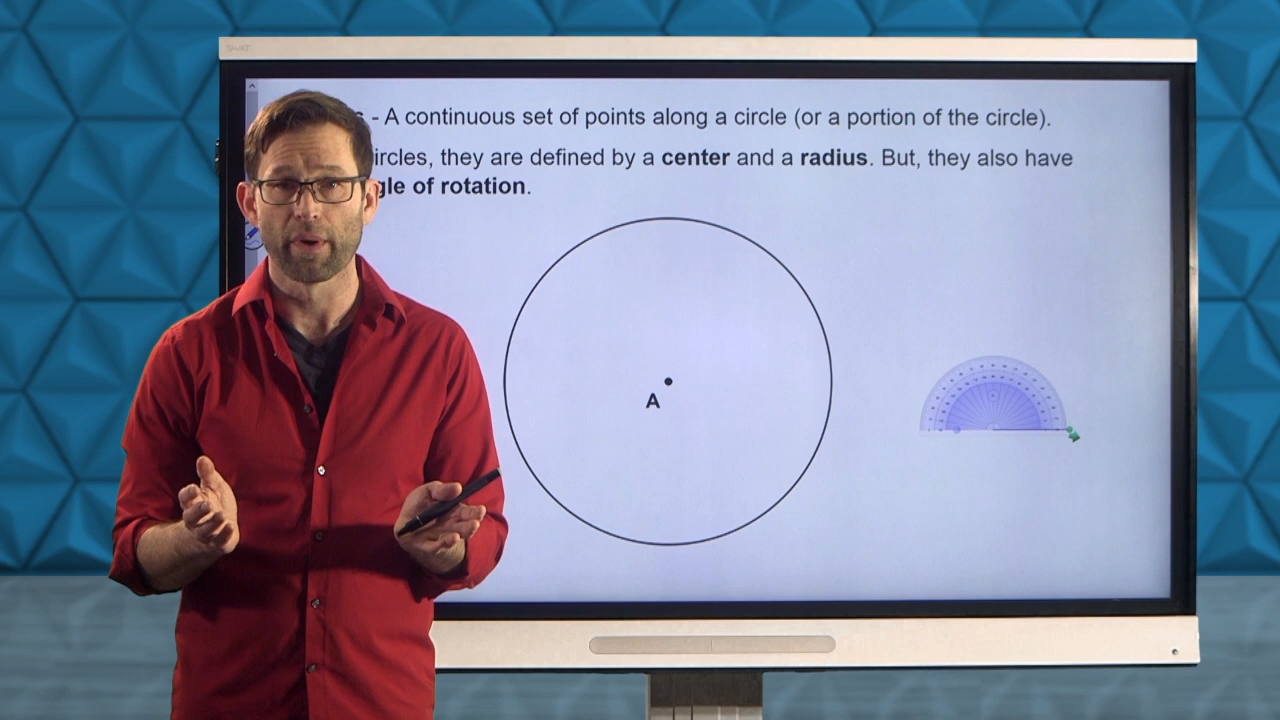 SMART
- A continuous set of points along a circle (or a portion of the circle).
ircles, they are defined by a center and a radius. But, they also have
gle of rotation.
A